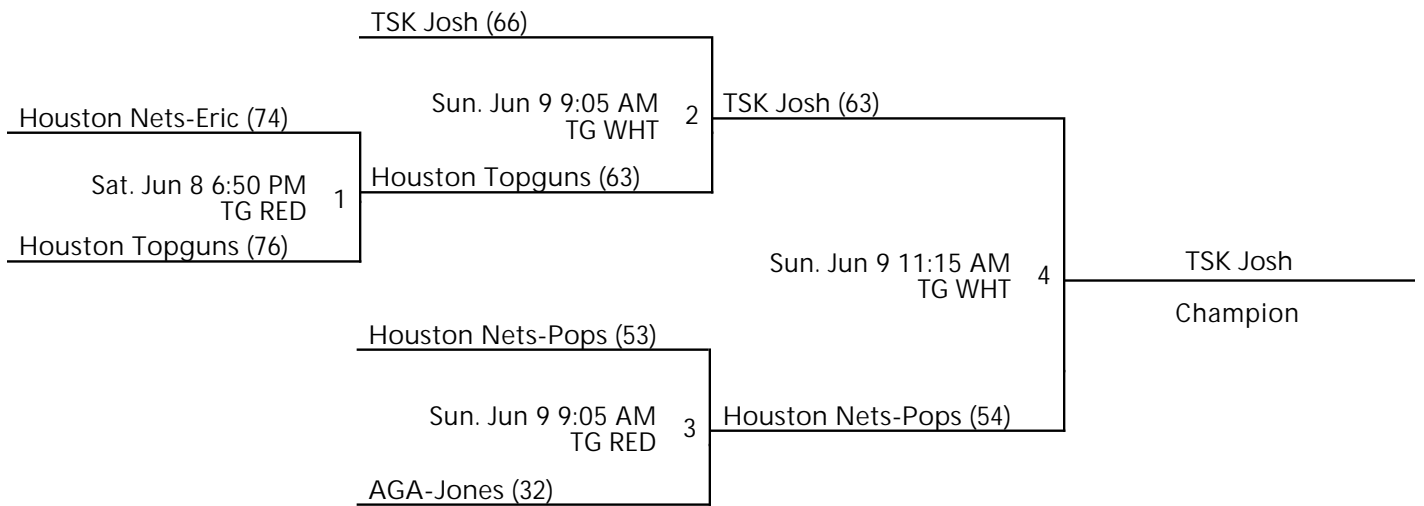 TSK Josh (66)
Sun. Jun 9 9:05 AM
TG WHT
2
TSK Josh (63)
Houston Nets-Eric (74)
Sat. Jun 8 6:50 PM
TG RED
1
Houston Topguns (63)
Houston Topguns (76)
Sun. Jun 9 11:15 AM
TG WHT
4
TSK Josh
Champion
Houston Nets-Pops (53)
Sun. Jun 9 9:05 AM
TG RED
3
Houston Nets-Pops (54)
AGA-Jones (32)